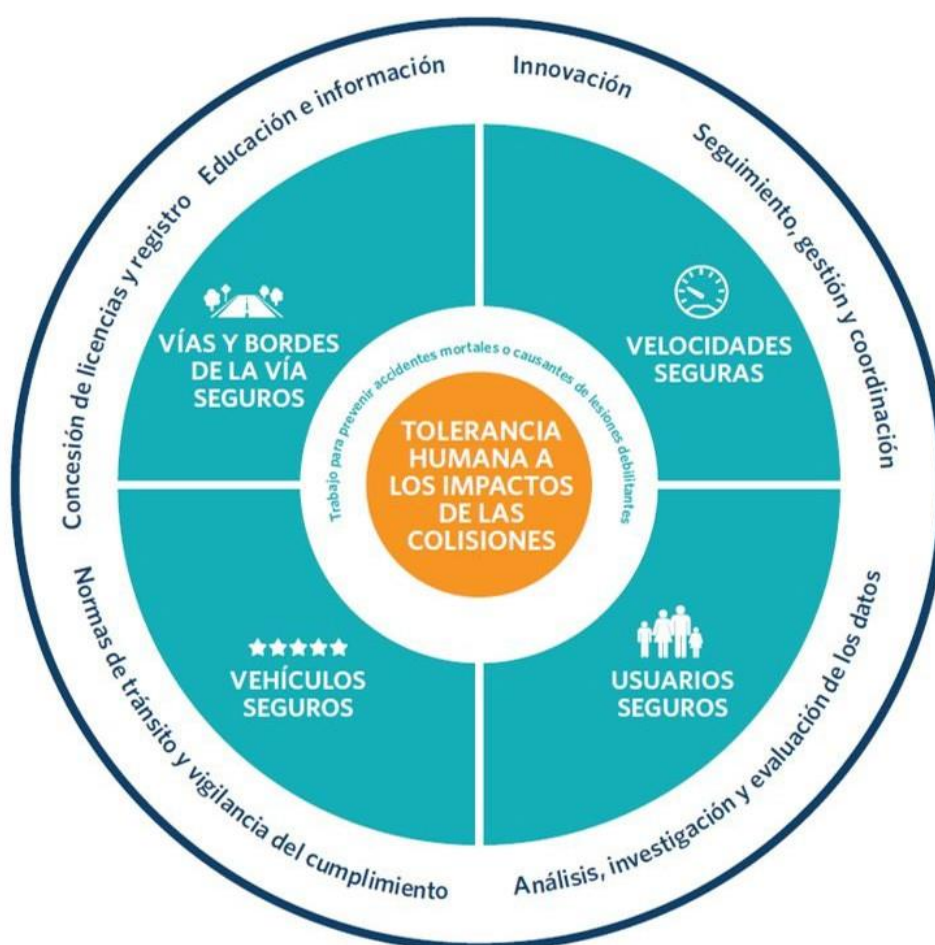 Educación e información
Innovación
Seguimiento, gestión y coordinación
Concesión de licencias y registro
VÍAS Y BORDES
DE LA VÍA
SEGUROS
VELOCIDADES
SEGURAS
Trabajo para prevenir accidentes mortales o causantes de lesiones debilitantes
TOLERANCIA
HUMANA A
LOS IMPACTOS
DE LAS
COLISIONES
VEHÍCULOS
SEGUROS
USUARIOS
SEGUROS
Normas de tránsito y vigilancia del cumplimiento
Análisis, investigación y evaluación de los datos